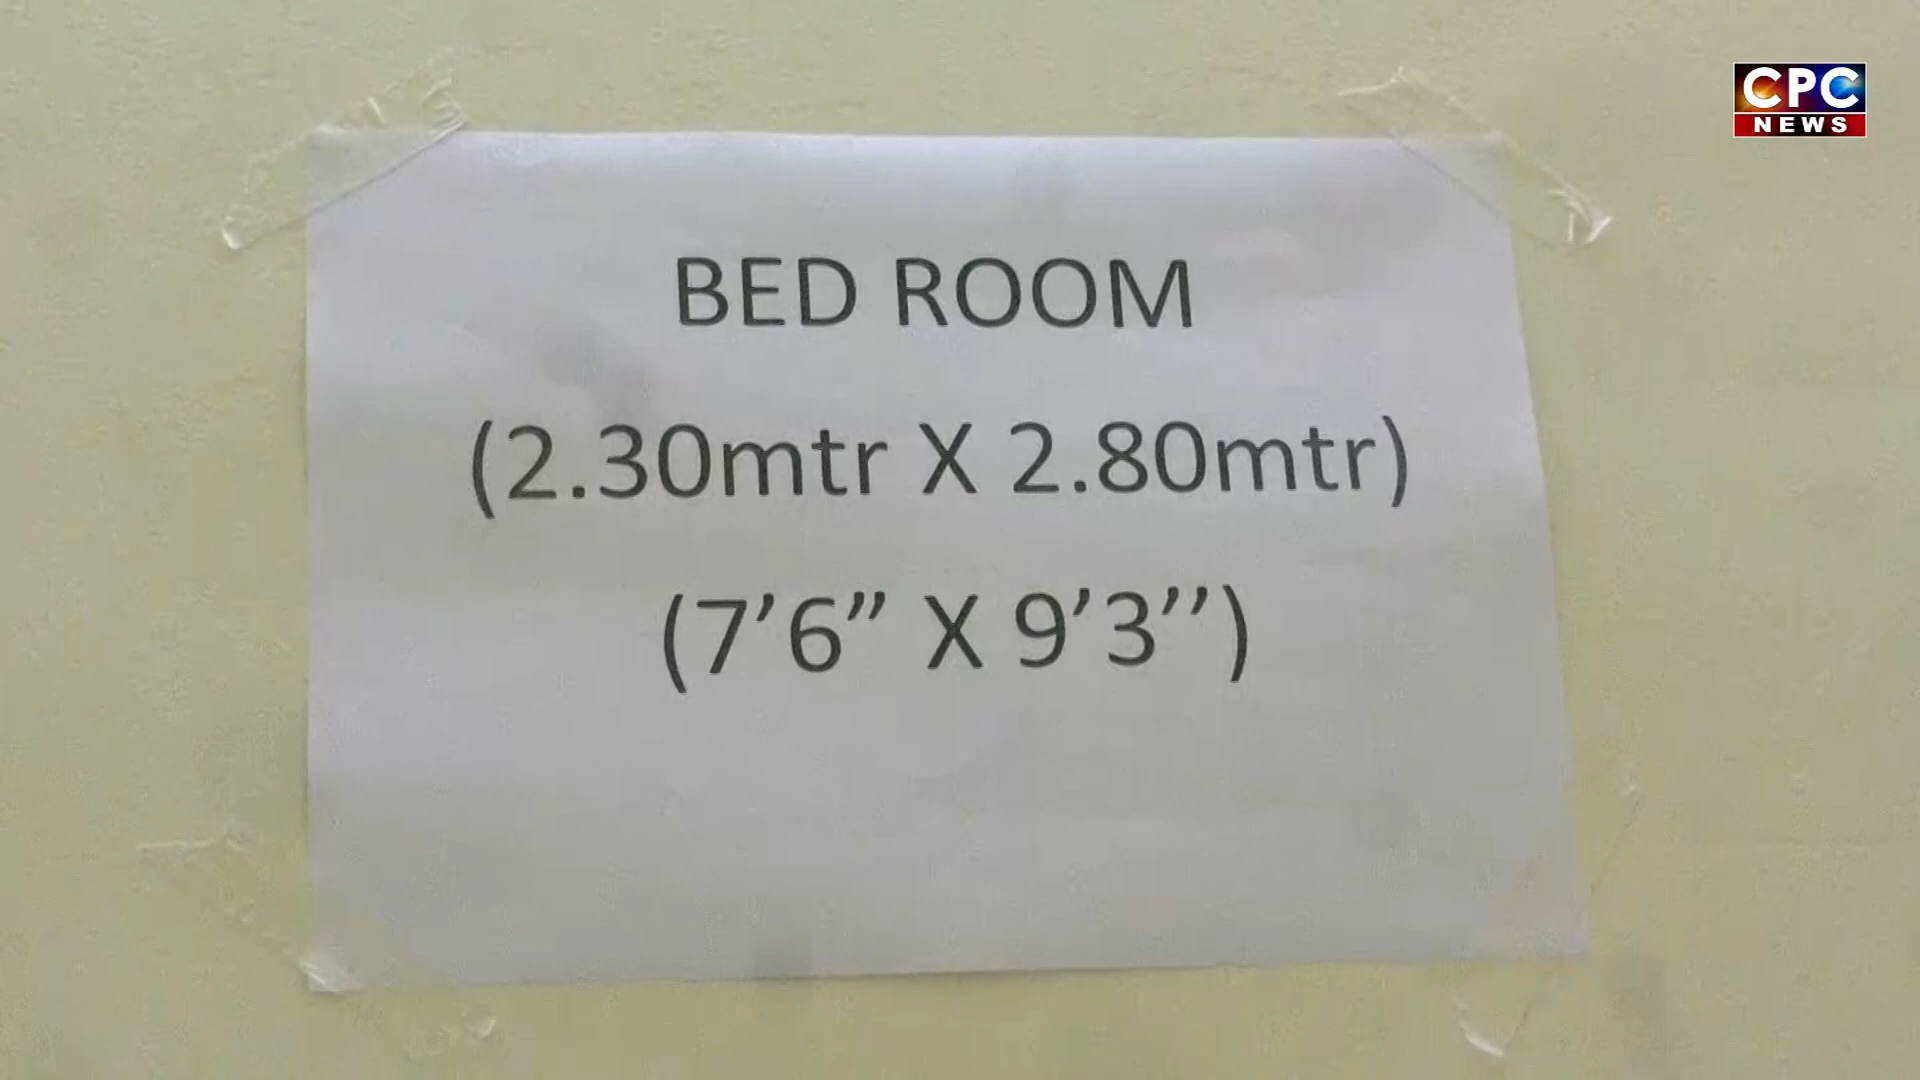 CPC
NEWS
BED ROOM
(2.30mtr X 2.80mtr)
(7’6” X 9’3’’)